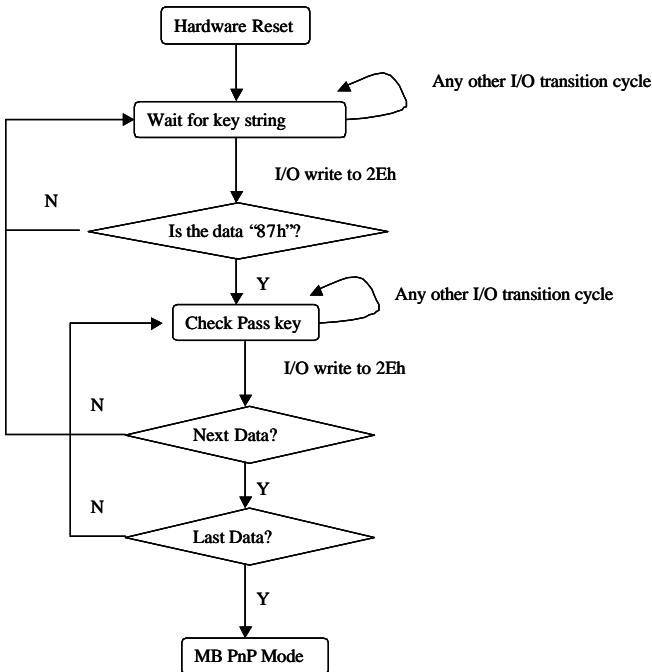 Hardware Reset
Any other I/O transition cycle
Wait for key string
I/O write to 2Eh
N
Is the data “87h”?
Y
Any other I/O transition cycle
Check Pass key
I/O write to 2Eh
N
Next Data?
Y
N
Last Data?
Y
MB PnP Mode